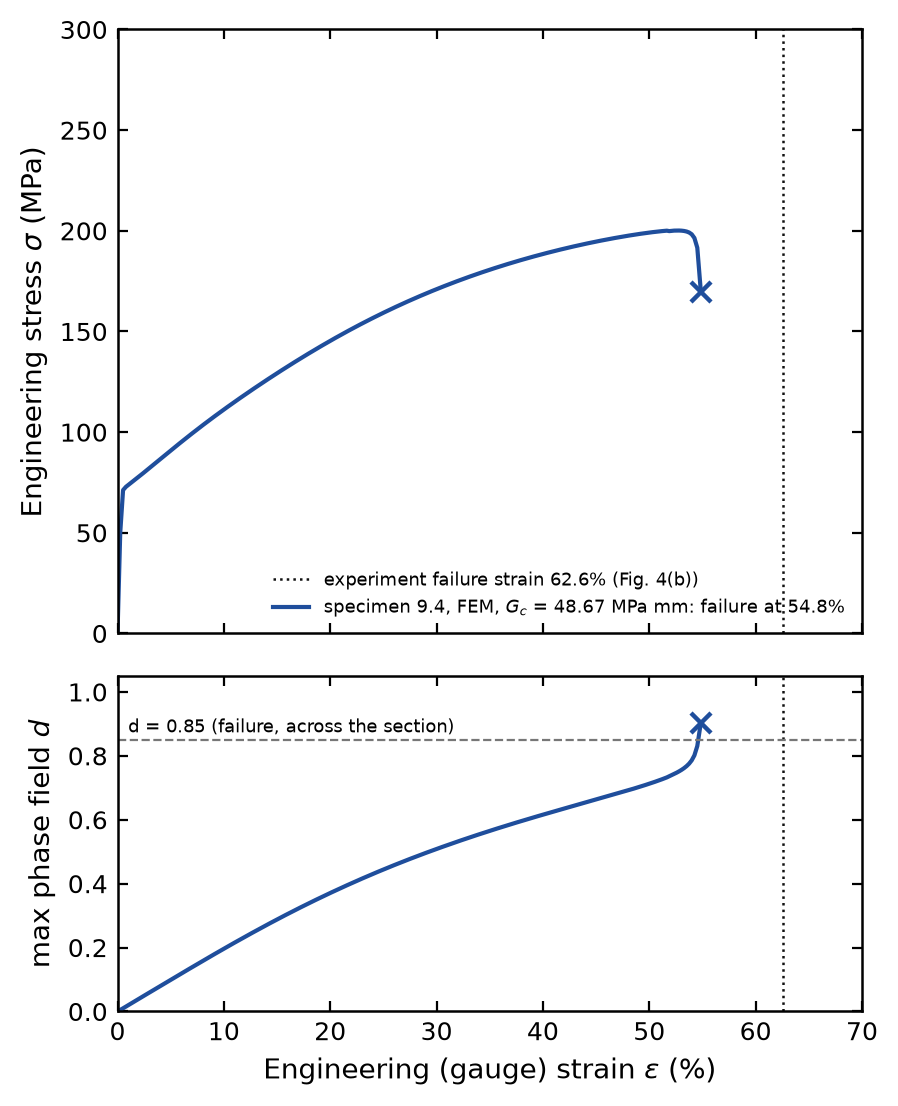 300
250
200
150
100
50
0
Engineering stress σ (MPa)
experiment failure strain 62.6% (Fig. 4(b))
specimen 9.4, FEM, G_c = 48.67 MPa mm: failure at 54.8%
1.0
0.8
0.6
0.4
0.2
0.0
max phase field d
d = 0.85 (failure, across the section)
0 10 20 30 40 50 60 70
Engineering (gauge) strain ε (%)